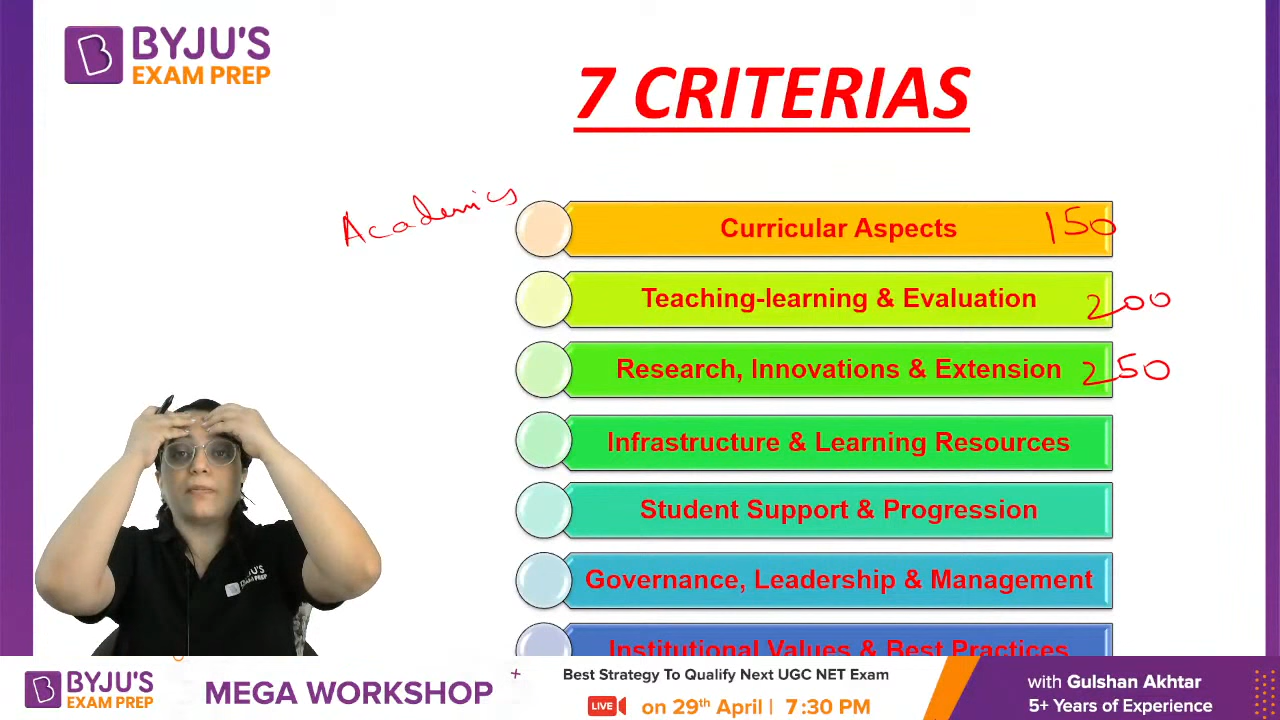 BYJU'S
EXAM PREP
7 CRITERIAS
Academics
Curricular Aspects 150
Teaching-learning & Evaluation 200
Research, Innovations & Extension 250
Infrastructure & Learning Resources
Student Support & Progression
Governance, Leadership & Management
Institutional Values & Best Practices
BYJU'S
EXAM PREP
BYJU'S
EXAM PREP
MEGA WORKSHOP
Best Strategy To Qualify Next UGC NET Exam
LIVE on 29th April | 7:30 PM
with Gulshan Akhtar
5+ Years of Experience